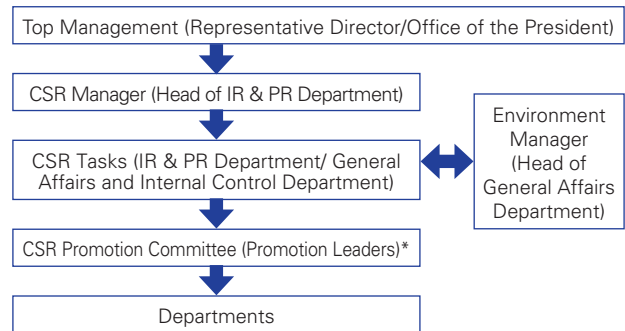 Top Management (Representative Director/Office of the President)
CSR Manager (Head of IR & PR Department)
CSR Tasks (IR & PR Department/ General
Affairs and Internal Control Department)
Environment
Manager
(Head of
General Affairs
Department)
CSR Promotion Committee (Promotion Leaders)*
Departments